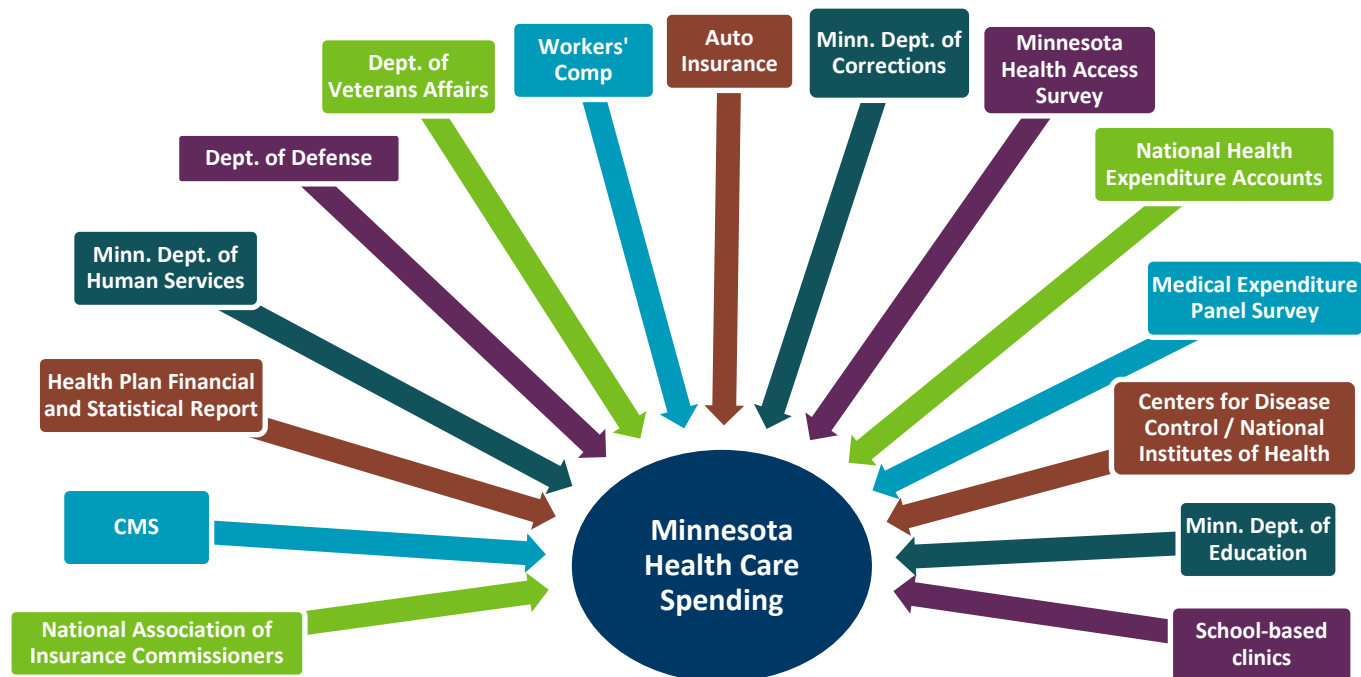 Dept. of
Veterans Affairs
Workers'
Comp
Auto
Insurance
Minn. Dept. of
Corrections
Minnesota
Health Access
Survey
Dept. of Defense
National Health
Expenditure Accounts
Minn. Dept. of
Human Services
Medical Expenditure
Panel Survey
Health Plan Financial
and Statistical Report
Centers for Disease
Control / National
Institutes of Health
CMS
Minnesota
Health Care
Spending
Minn. Dept. of
Education
National Association of
Insurance Commissioners
School-based
clinics